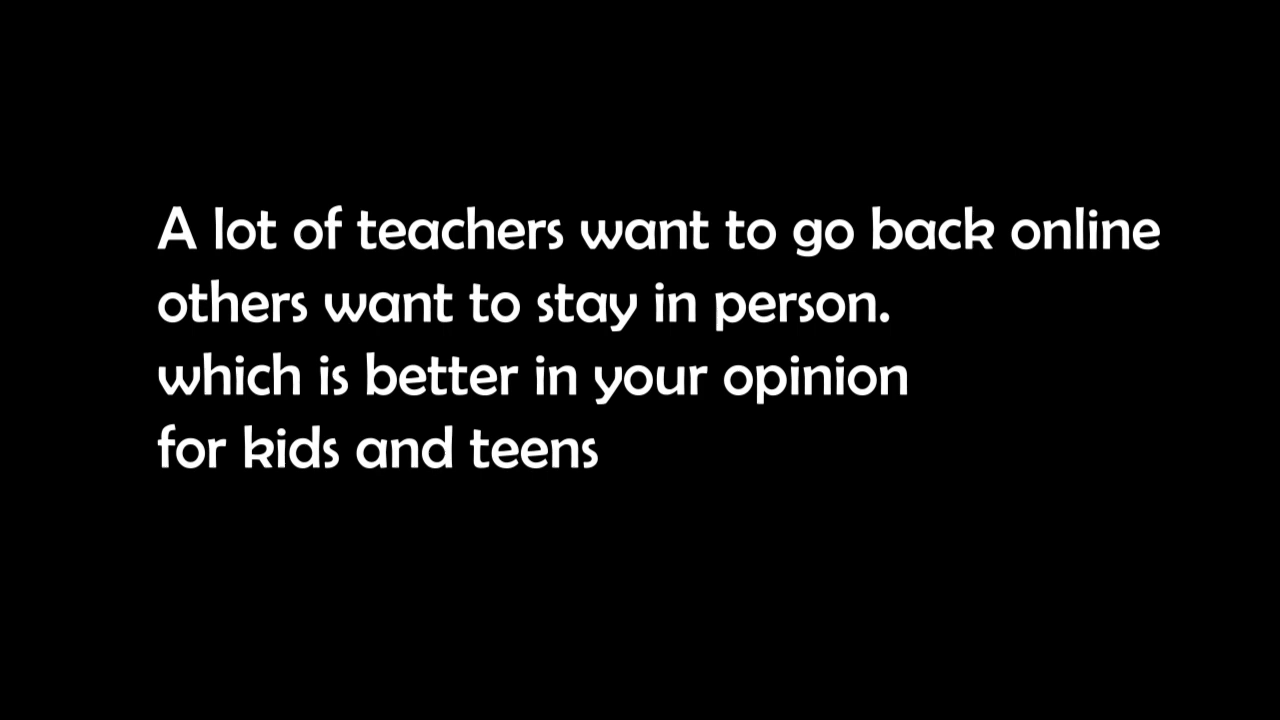 A lot of teachers want to go back online
others want to stay in person.
which is better in your opinion
for kids and teens